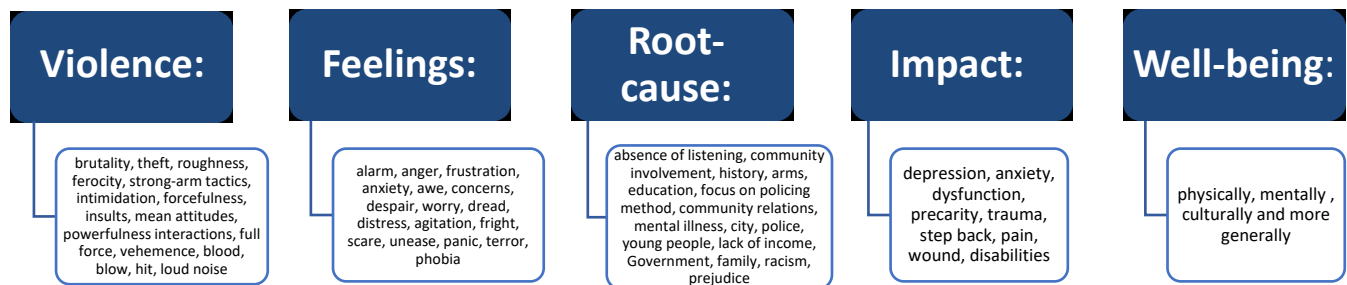 Violence:
brutality, theft, roughness,
ferocity, strong-arm tactics,
intimidation, forcefulness,
insults, mean attitudes,
powerfulness interactions, full
force, vehemence, blood,
blow, hit, loud noise
Feelings:
alarm, anger, frustration,
anxiety, awe, concerns,
despair, worry, dread,
distress, agitation, fright,
scare, unease, panic, terror,
phobia
Root-
cause:
absence of listening, community
involvement, history, arms,
education, focus on policing
method, community relations,
mental illness, city, police,
young people, lack of income,
Government, family, racism,
prejudice
Impact:
depression, anxiety,
dysfunction,
precarity, trauma,
step back, pain,
wound, disabilities
Well-being:
physically, mentally ,
culturally and more
generally